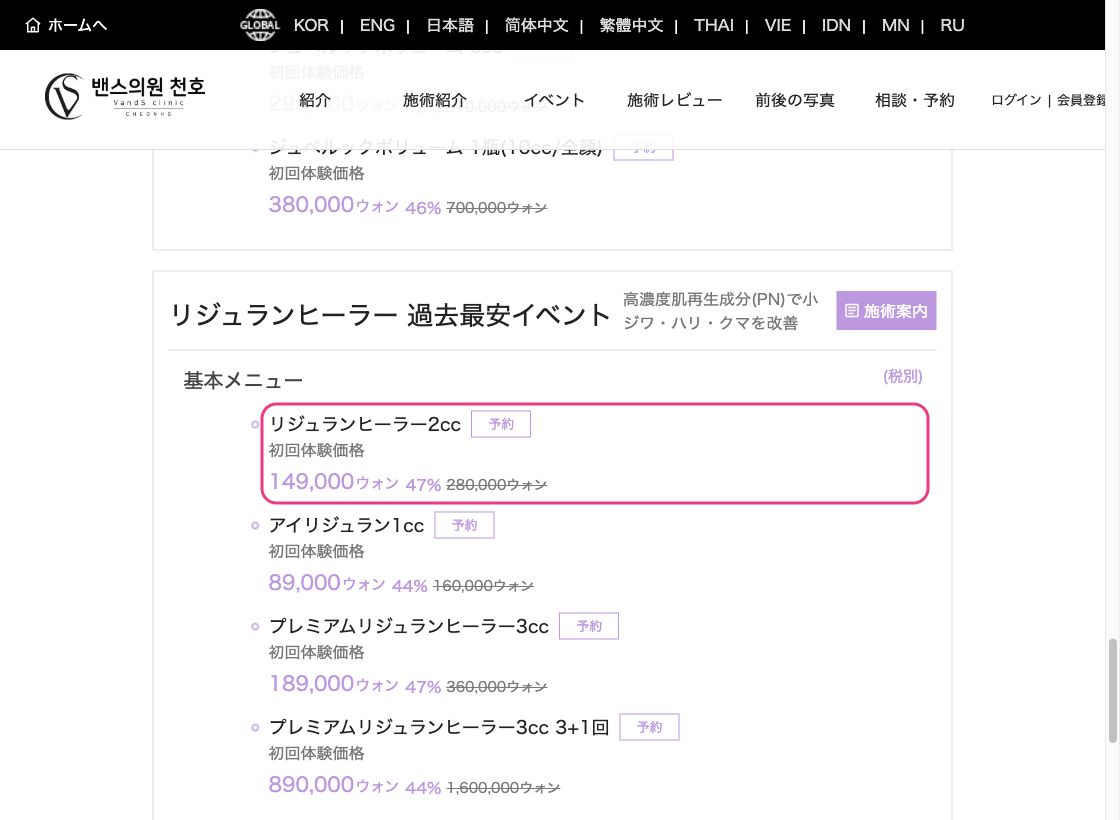 ホームへ
GLOBAL KOR | ENG | 日本語 | 简体中文 | 繁體中文 | THAI | VIE | IDN | MN | RU
밴스의원 천호
VandS clinic
CHEONHO
紹介 施術紹介 イベント 施術レビュー 前後の写真 相談・予約 ログイン | 会員登録
初回体験価格
ジュベルックボリューム 1瓶(10cc/全顔) 予約
初回体験価格
380,000ウォン 46% 700,000ウォン
リジュランヒーラー 過去最安イベント
高濃度肌再生成分(PN)で小
ジワ・ハリ・クマを改善
施術案内
基本メニュー
(税別)
リジュランヒーラー2cc 予約
初回体験価格
149,000ウォン 47% 280,000ウォン
アイリジュラン1cc 予約
初回体験価格
89,000ウォン 44% 160,000ウォン
プレミアムリジュランヒーラー3cc 予約
初回体験価格
189,000ウォン 47% 360,000ウォン
プレミアムリジュランヒーラー3cc 3+1回 予約
初回体験価格
890,000ウォン 44% 1,600,000ウォン